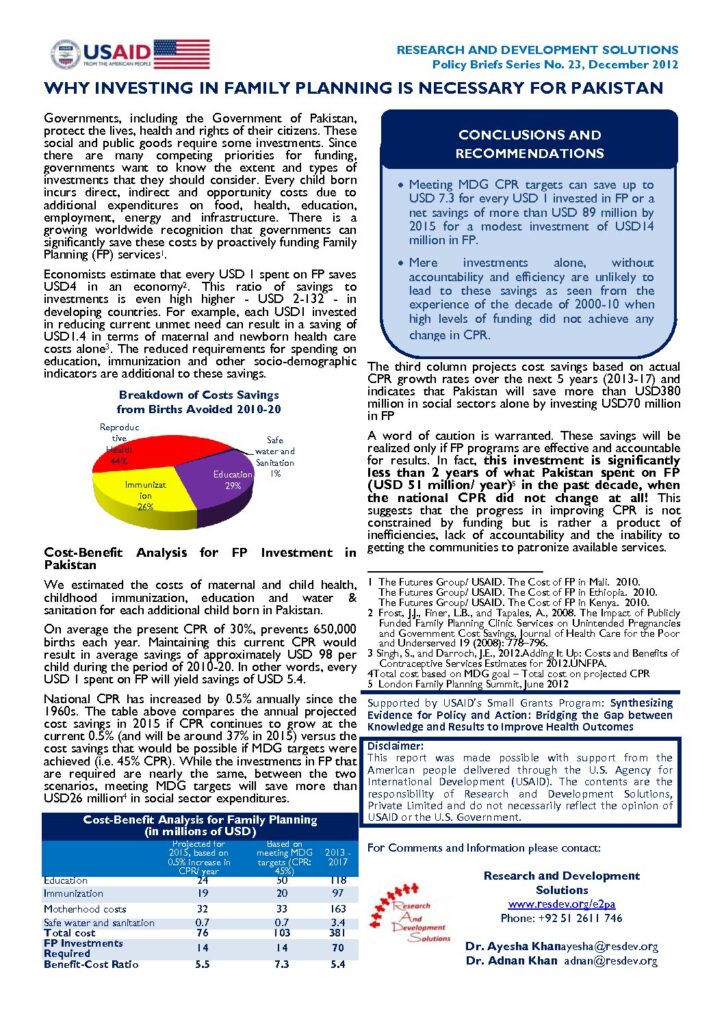 USAID
FROM THE AMERICAN PEOPLE
RESEARCH AND DEVELOPMENT SOLUTIONS
Policy Briefs Series No. 23, December 2012
WHY INVESTING IN FAMILY PLANNING IS NECESSARY FOR PAKISTAN
Governments, including the Government of Pakistan,
protect the lives, health and rights of their citizens. These
social and public goods require some investments. Since
there are many competing priorities for funding,
governments want to know the extent and types of
investments that they should consider. Every child born
incurs direct, indirect and opportunity costs due to
additional expenditures on food, health, education,
employment, energy and infrastructure. There is a
growing worldwide recognition that governments can
significantly save these costs by proactively funding Family
Planning (FP) services1.
Economists estimate that every USD 1 spent on FP saves
USD4 in an economy2. This ratio of savings to
investments is even high higher - USD 2-132 - in
developing countries. For example, each USD1 invested
in reducing current unmet need can result in a saving of
USD1.4 in terms of maternal and newborn health care
costs alone3. The reduced requirements for spending on
education, immunization and other socio-demographic
indicators are additional to these savings.
Breakdown of Costs Savings
from Births Avoided 2010-20
Reproduc
tive
Health
44%
Safe
water and
Sanitation
1%
Education
29%
Immunizat
ion
26%
Cost-Benefit Analysis for FP Investment in
Pakistan
We estimated the costs of maternal and child health,
childhood immunization, education and water &
sanitation for each additional child born in Pakistan.
On average the present CPR of 30%, prevents 650,000
births each year. Maintaining this current CPR would
result in average savings of approximately USD 98 per
child during the period of 2010-20. In other words, every
USD 1 spent on FP will yield savings of USD 5.4.
National CPR has increased by 0.5% annually since the
1960s. The table above compares the annual projected
cost savings in 2015 if CPR continues to grow at the
current 0.5% (and will be around 37% in 2015) versus the
cost savings that would be possible if MDG targets were
achieved (i.e. 45% CPR). While the investments in FP that
are required are nearly the same, between the two
scenarios, meeting MDG targets will save more than
USD26 million4 in social sector expenditures.
Cost-Benefit Analysis for Family Planning
(in millions of USD)
Projected for 2015, based on 0.5% increase in CPR/ year Based on meeting MDG targets (CPR: 45%) 2013 - 2017
Education 24 50 118
Immunization 19 20 97
Motherhood costs 32 33 163
Safe water and sanitation 0.7 0.7 3.4
Total cost 76 103 381
FP Investments Required 14 14 70
Benefit-Cost Ratio 5.5 7.3 5.4
CONCLUSIONS AND
RECOMMENDATIONS
• Meeting MDG CPR targets can save up to
USD 7.3 for every USD 1 invested in FP or a
net savings of more than USD 89 million by
2015 for a modest investment of USD14
million in FP.
• Mere investments alone, without
accountability and efficiency are unlikely to
lead to these savings as seen from the
experience of the decade of 2000-10 when
high levels of funding did not achieve any
change in CPR.
The third column projects cost savings based on actual
CPR growth rates over the next 5 years (2013-17) and
indicates that Pakistan will save more than USD380
million in social sectors alone by investing USD70 million
in FP
A word of caution is warranted. These savings will be
realized only if FP programs are effective and accountable
for results. In fact, this investment is significantly
less than 2 years of what Pakistan spent on FP
(USD 51 million/ year)5 in the past decade, when
the national CPR did not change at all! This
suggests that the progress in improving CPR is not
constrained by funding but is rather a product of
inefficiencies, lack of accountability and the inability to
getting the communities to patronize available services.
1 The Futures Group/ USAID. The Cost of FP in Mali. 2010.
The Futures Group/ USAID. The Cost of FP in Ethiopia. 2010.
The Futures Group/ USAID. The Cost of FP in Kenya. 2010.
2 Frost, J.J., Finer, L.B., and Tapales, A., 2008. The Impact of Publicly
Funded Family Planning Clinic Services on Unintended Pregnancies
and Government Cost Savings, Journal of Health Care for the Poor
and Underserved 19 (2008): 778–796.
3 Singh, S., and Darroch, J.E., 2012.Adding It Up: Costs and Benefits of
Contraceptive Services Estimates for 2012.UNFPA.
4Total cost based on MDG goal – Total cost on projected CPR
5 London Family Planning Summit, June 2012
Supported by USAID's Small Grants Program: Synthesizing
Evidence for Policy and Action: Bridging the Gap between
Knowledge and Results to Improve Health Outcomes
Disclaimer:
This report was made possible with support from the
American people delivered through the U.S. Agency for
International Development (USAID). The contents are the
responsibility of Research and Development Solutions,
Private Limited and do not necessarily reflect the opinion of
USAID or the U.S. Government.
For Comments and Information please contact:
Research
And
Development
Solutions
Research and Development
Solutions
www.resdev.org/e2pa
Phone: +92 51 2611 746
Dr. Ayesha Khanayesha@resdev.org
Dr. Adnan Khan adnan@resdev.org